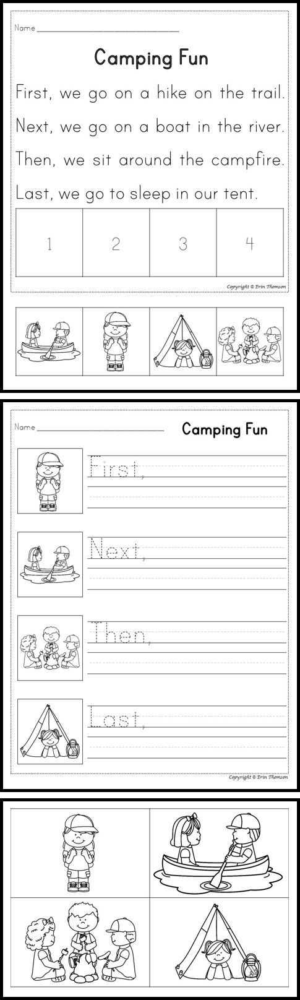 Name
Camping Fun
First, we go on a hike on the trail.
Next, we go on a boat in the river.
Then, we sit around the campfire.
Last, we go to sleep in our tent.
1 2 3 4
Copyright © Erin Thomson
Name Camping Fun
First,
Next,
Then,
Last,
Copyright © Erin Thomson